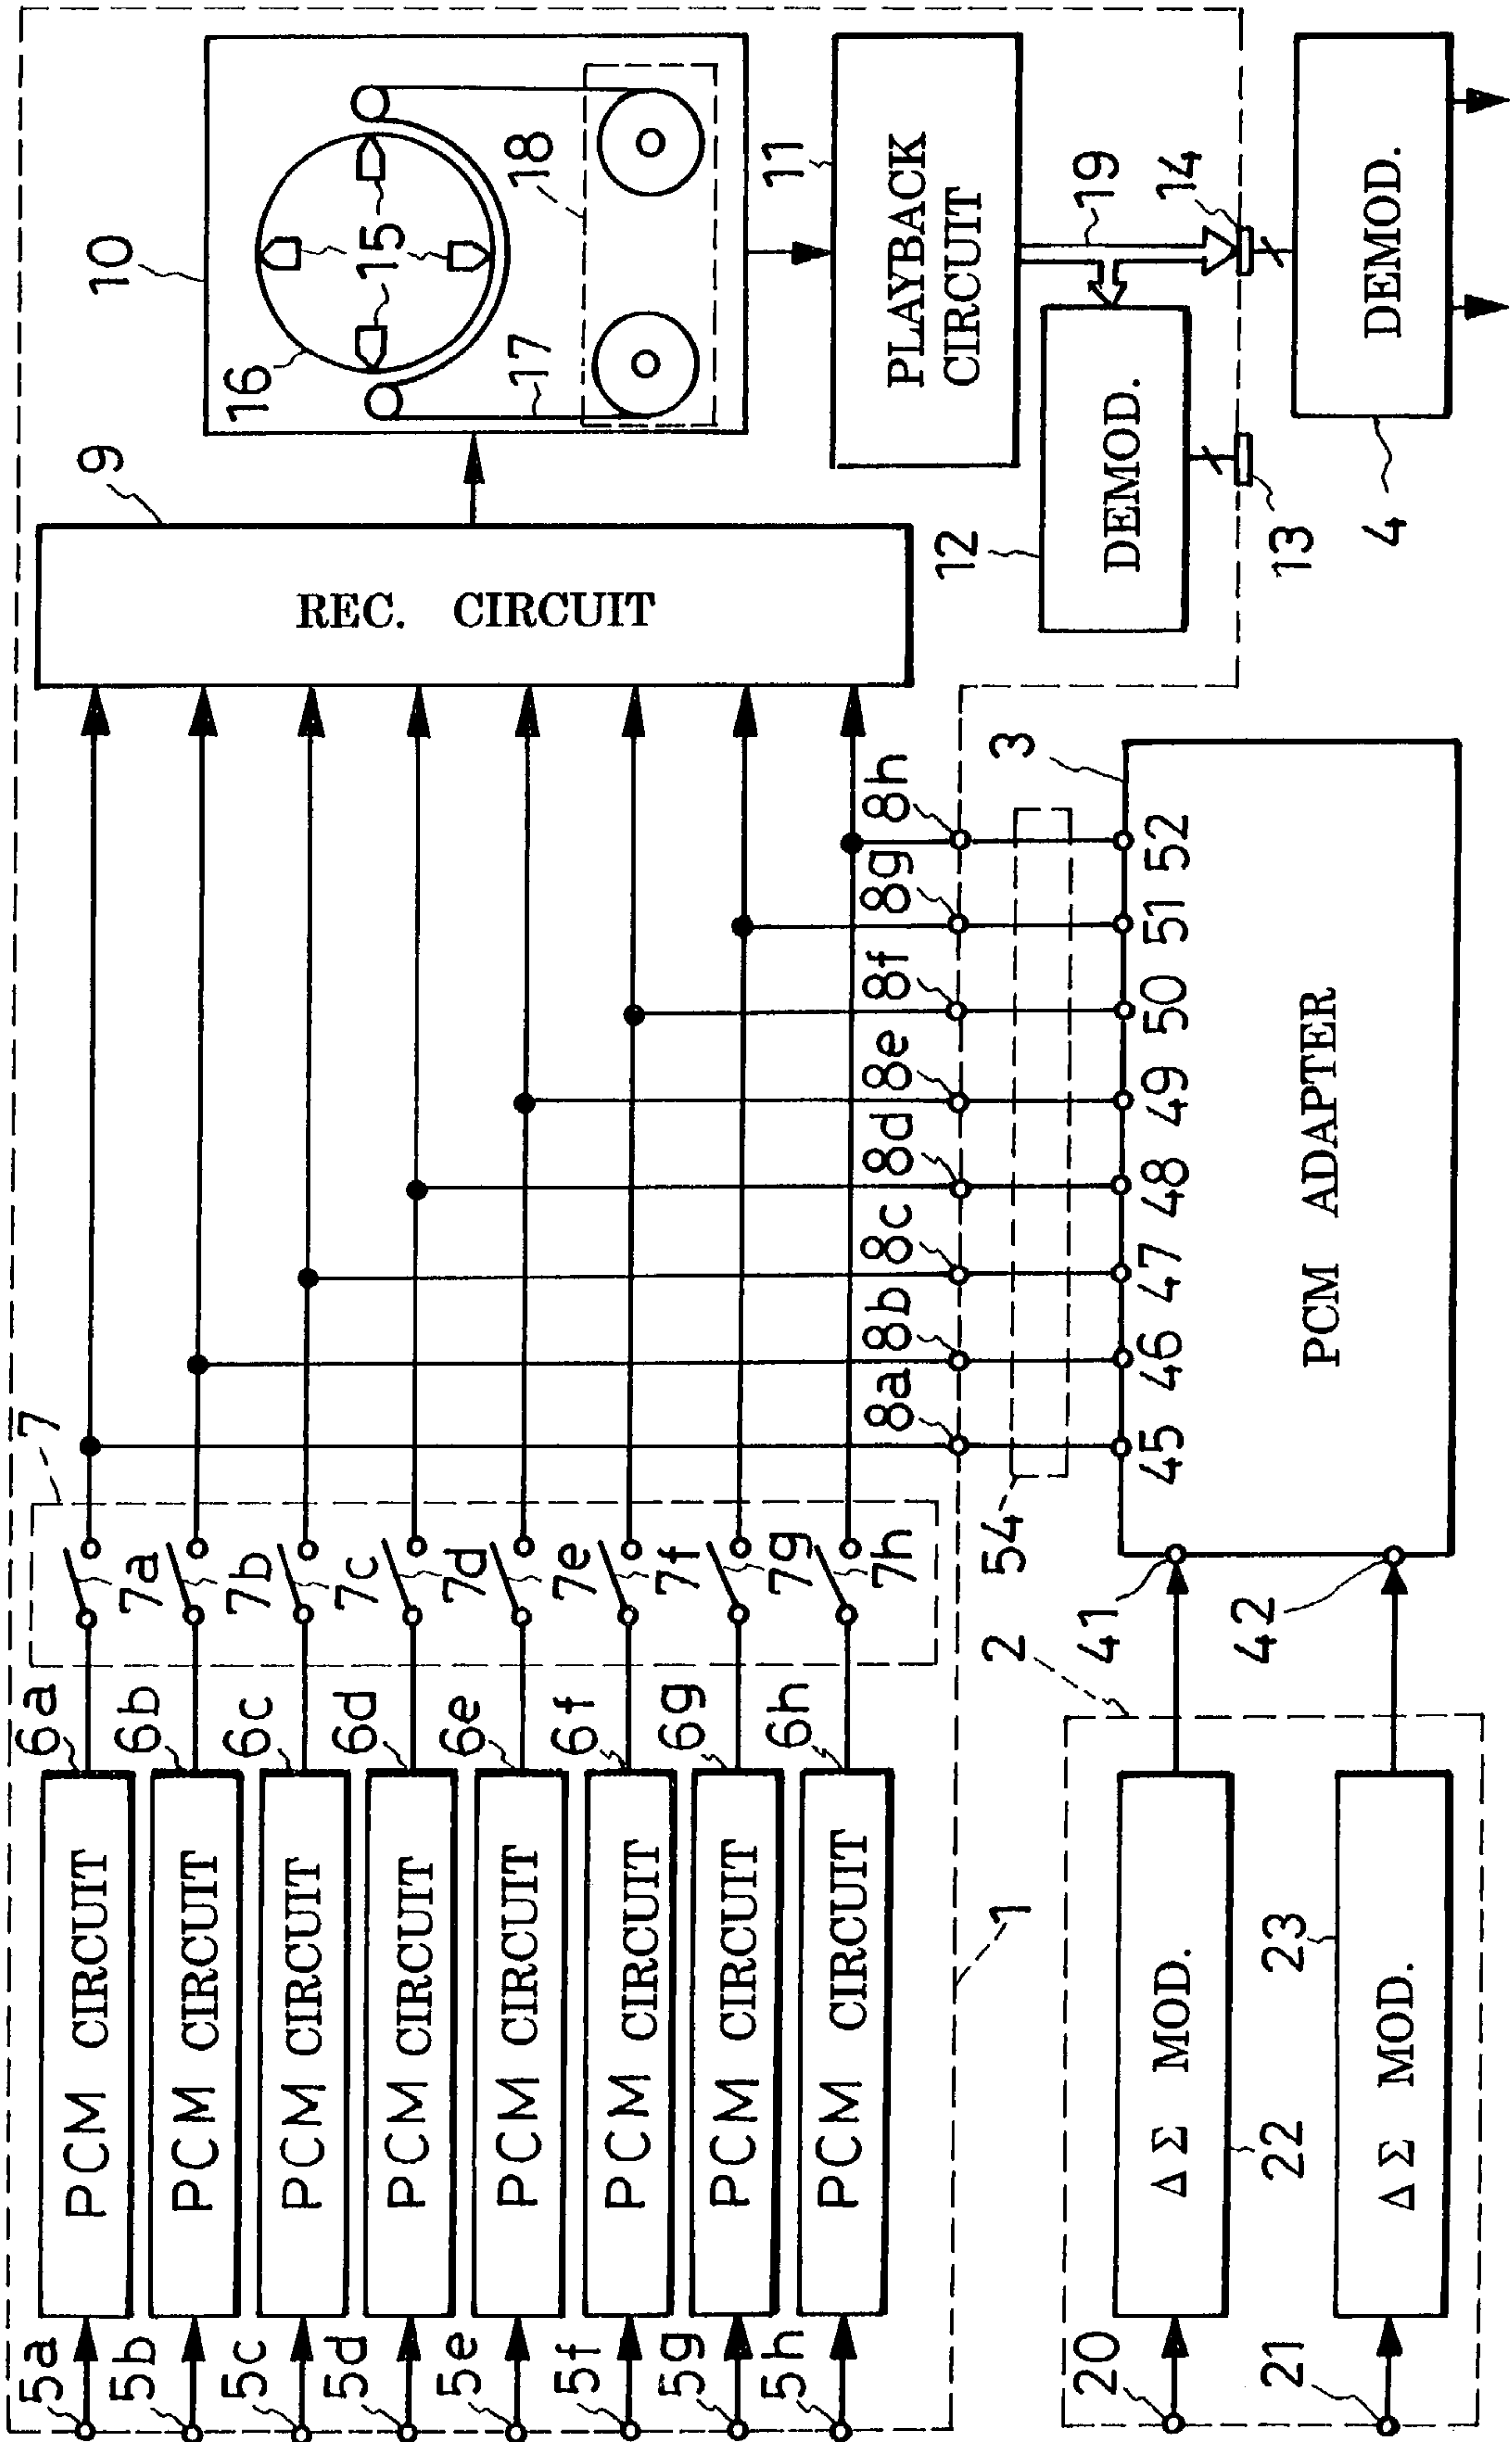 5a
5b
5c
5d
5e
5f
5g
5h
PCM CIRCUIT
PCM CIRCUIT
PCM CIRCUIT
PCM CIRCUIT
PCM CIRCUIT
PCM CIRCUIT
PCM CIRCUIT
PCM CIRCUIT
6a
6b
6c
6d
6e
6f
6g
6h
7
7a
7b
7c
7d
7e
7f
7g
7h
8a
8b
8c
8d
8e
8f
8g
8h
9
REC. CIRCUIT
10
15
16
17
18
11
PLAYBACK
CIRCUIT
19
14
12
DEMOD.
13
DEMOD.
4
1
2
20
21
ΔΣ MOD.
22
ΔΣ MOD.
23
41
42
54
45
46
47
48
49
50
51
52
3
PCM ADAPTER